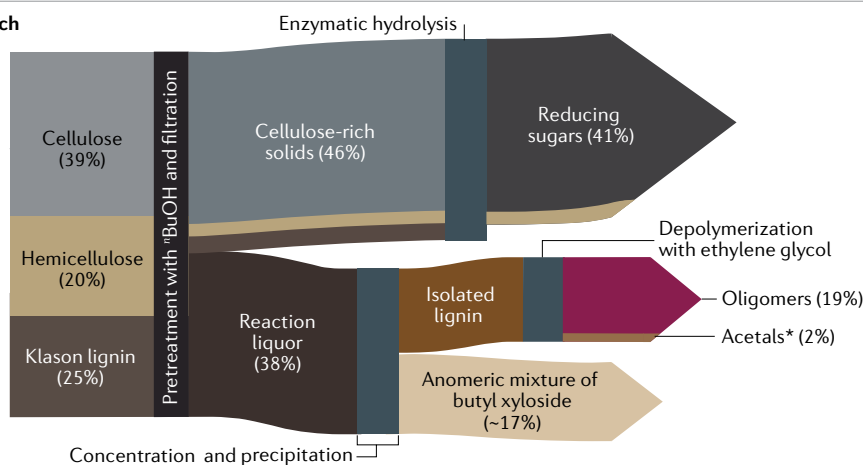 ch
Enzymatic hydrolysis
Cellulose
(39%)
Hemicellulose
(20%)
Klason lignin
(25%)
Pretreatment with ⁿBuOH and filtration
Cellulose-rich
solids (46%)
Reducing
sugars (41%)
Reaction
liquor
(38%)
Isolated
lignin
Depolymerization
with ethylene glycol
Oligomers (19%)
Acetals* (2%)
Anomeric mixture of
butyl xyloside
(~17%)
Concentration and precipitation